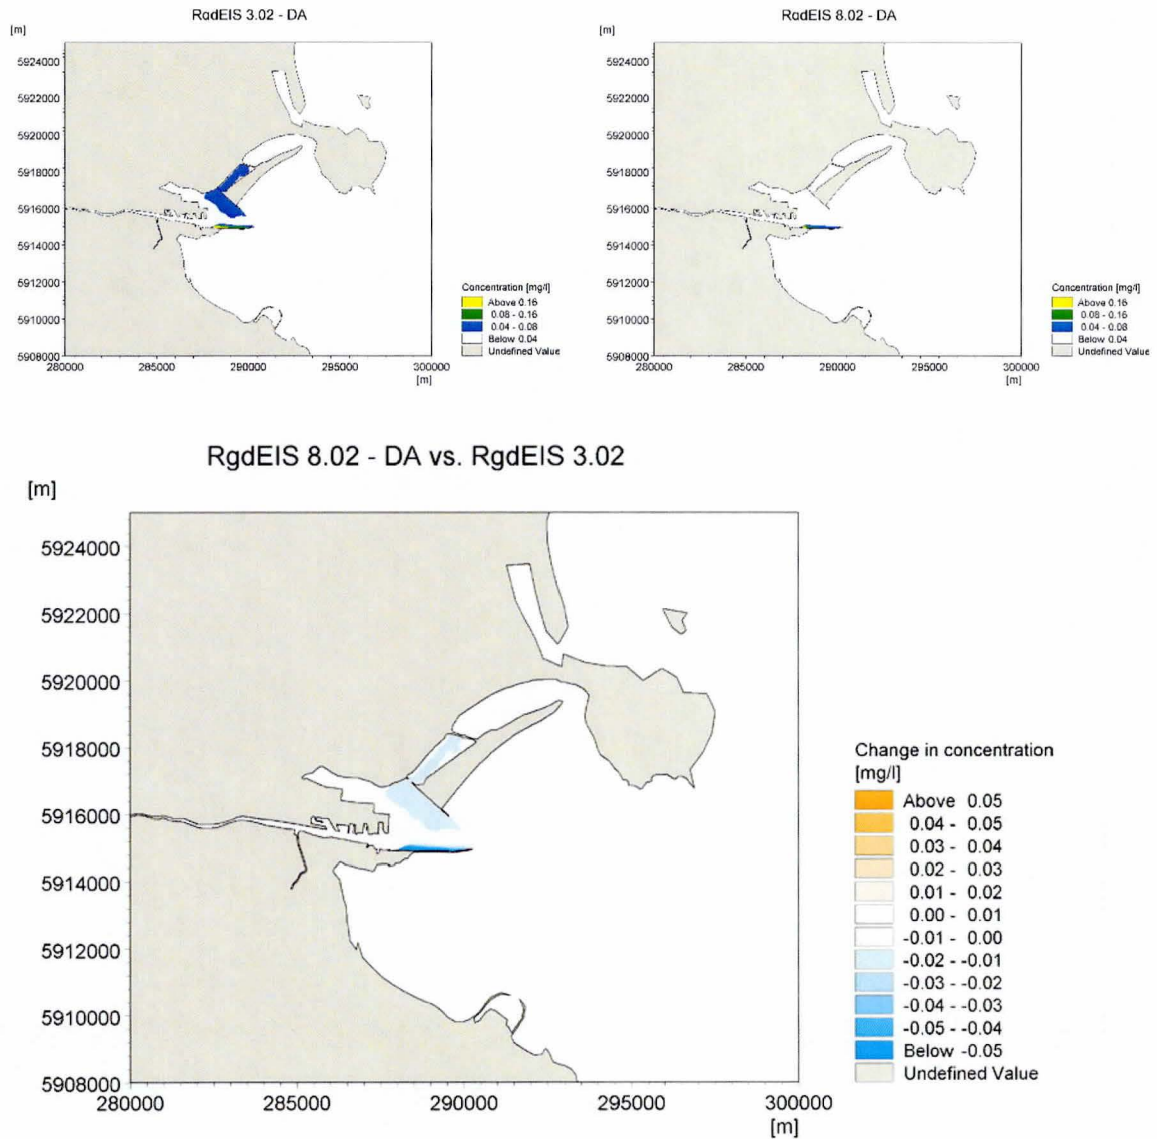 RgdEIS 3.02 - DA
[m]
5924000
5922000
5920000
5918000
5916000
5914000
5912000
5910000
5908000
280000 285000 290000 295000 300000
[m]
Concentration [mg/l]
Above 0.16
0.08 - 0.16
0.04 - 0.08
Below 0.04
Undefined Value
RgdEIS 8.02 - DA
[m]
5924000
5922000
5920000
5918000
5916000
5914000
5912000
5910000
5908000
280000 285000 290000 295000 300000
[m]
Concentration [mg/l]
Above 0.16
0.08 - 0.16
0.04 - 0.08
Below 0.04
Undefined Value
RgdEIS 8.02 - DA vs. RgdEIS 3.02
[m]
5924000
5922000
5920000
5918000
5916000
5914000
5912000
5910000
5908000
280000 285000 290000 295000 300000
[m]
Change in concentration
[mg/l]
Above 0.05
0.04 - 0.05
0.03 - 0.04
0.02 - 0.03
0.01 - 0.02
0.00 - 0.01
-0.01 - 0.00
-0.02 - -0.01
-0.03 - -0.02
-0.04 - -0.03
-0.05 - -0.04
Below -0.05
Undefined Value